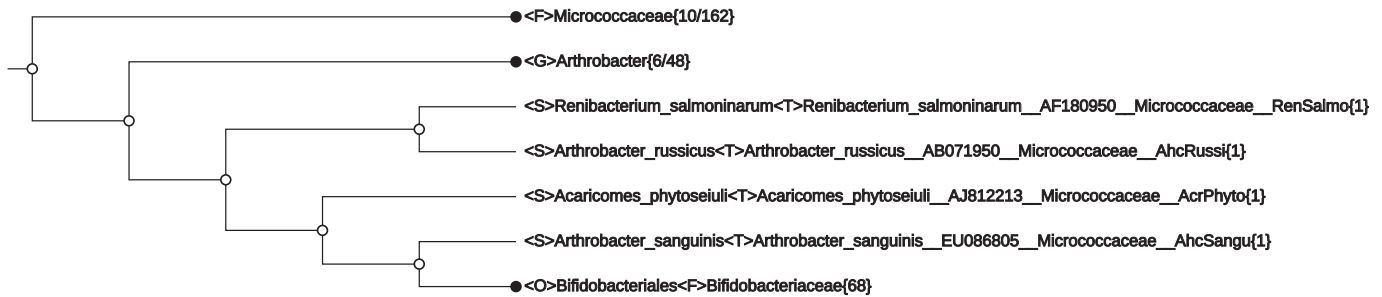 <F>Micrococcaceae{10/162}
<G>Arthrobacter{6/48}
<S>Renibacterium_salmoninarum<T>Renibacterium_salmoninarum__AF180950__Micrococcaceae__RenSalmo{1}
<S>Arthrobacter_russicus<T>Arthrobacter_russicus__AB071950__Micrococcaceae__AhcRussi{1}
<S>Acaricomes_phytoseiuli<T>Acaricomes_phytoseiuli__AJ812213__Micrococcaceae__AcrPhyto{1}
<S>Arthrobacter_sanguinis<T>Arthrobacter_sanguinis__EU086805__Micrococcaceae__AhcSangu{1}
<O>Bifidobacteriales<F>Bifidobacteriaceae{68}